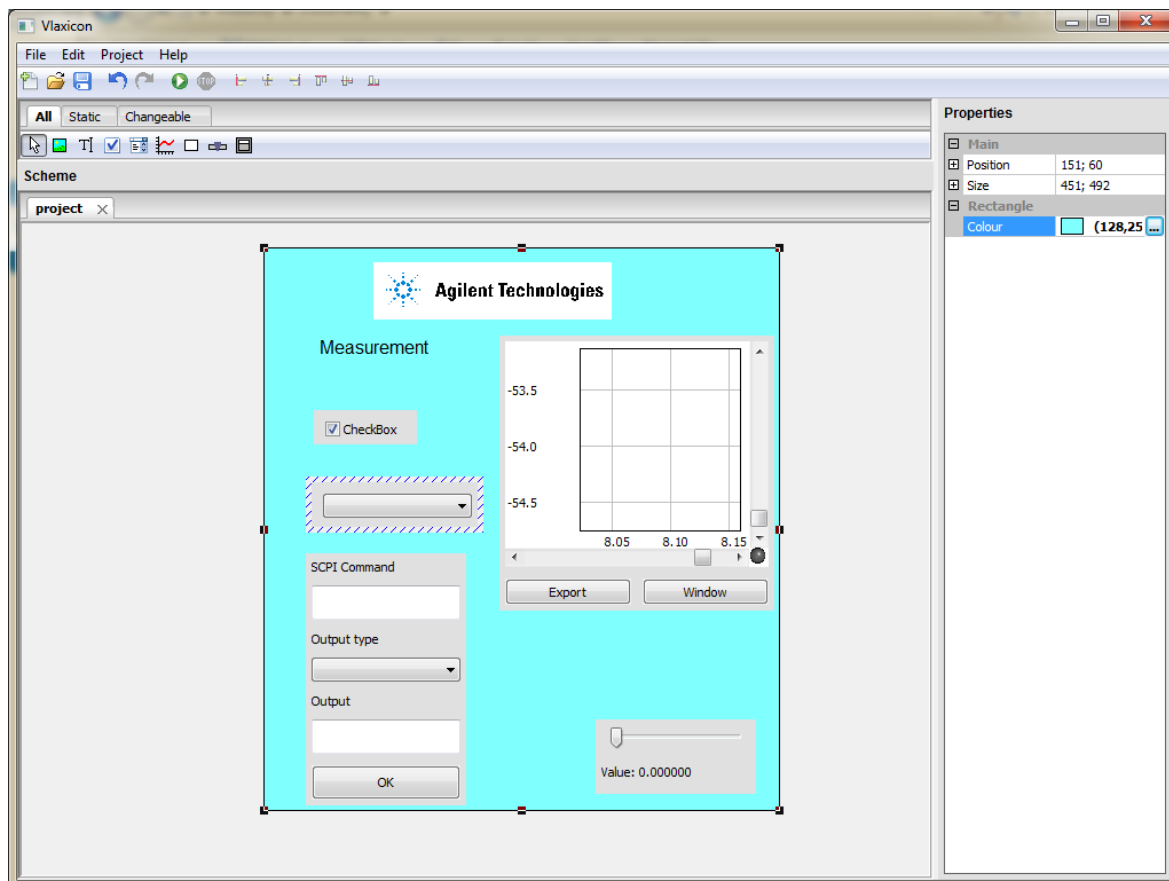 Vlaxicon
File Edit Project Help
STOP
All Static Changeable
Properties
Main
Position 151; 60
Size 451; 492
Rectangle
Colour (128,25 ...
Scheme
project
Agilent Technologies
Measurement
CheckBox
-53.5
-54.0
-54.5
8.05 8.10 8.15
Export Window
SCPI Command
Output type
Output
OK
Value: 0.000000